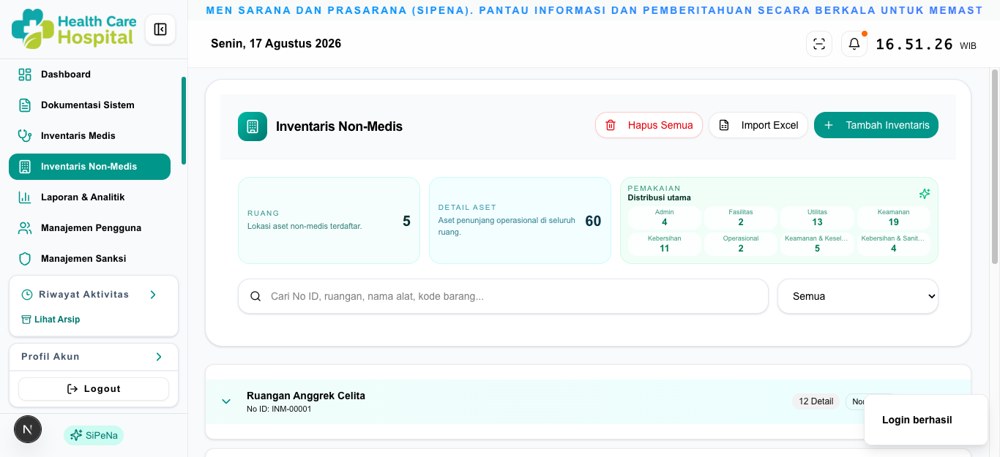 MEN SARANA DAN PRASARANA (SIPENA). PANTAU INFORMASI DAN PEMBERITAHUAN SECARA BERKALA UNTUK MEMAST
Health Care
Hospital
Senin, 17 Agustus 2026
16.51.26 WIB
Dashboard
Dokumentasi Sistem
Inventaris Medis
Inventaris Non-Medis
Laporan & Analitik
Manajemen Pengguna
Manajemen Sanksi
Riwayat Aktivitas
Lihat Arsip
Profil Akun
Logout
N
SiPeNa
Inventaris Non-Medis
Hapus Semua
Import Excel
Tambah Inventaris
RUANG
Lokasi aset non-medis terdaftar.
5
DETAIL ASET
Aset penunjang operasional di seluruh
ruang.
60
PEMAKAIAN
Distribusi utama
Admin
4
Fasilitas
2
Utilitas
13
Keamanan
19
Kebersihan
11
Operasional
2
Keamanan & Kesel...
5
Kebersihan & Sanit...
4
Cari No ID, ruangan, nama alat, kode barang...
Semua
Ruangan Anggrek Celita
No ID: INM-00001
12 Detail
Login berhasil